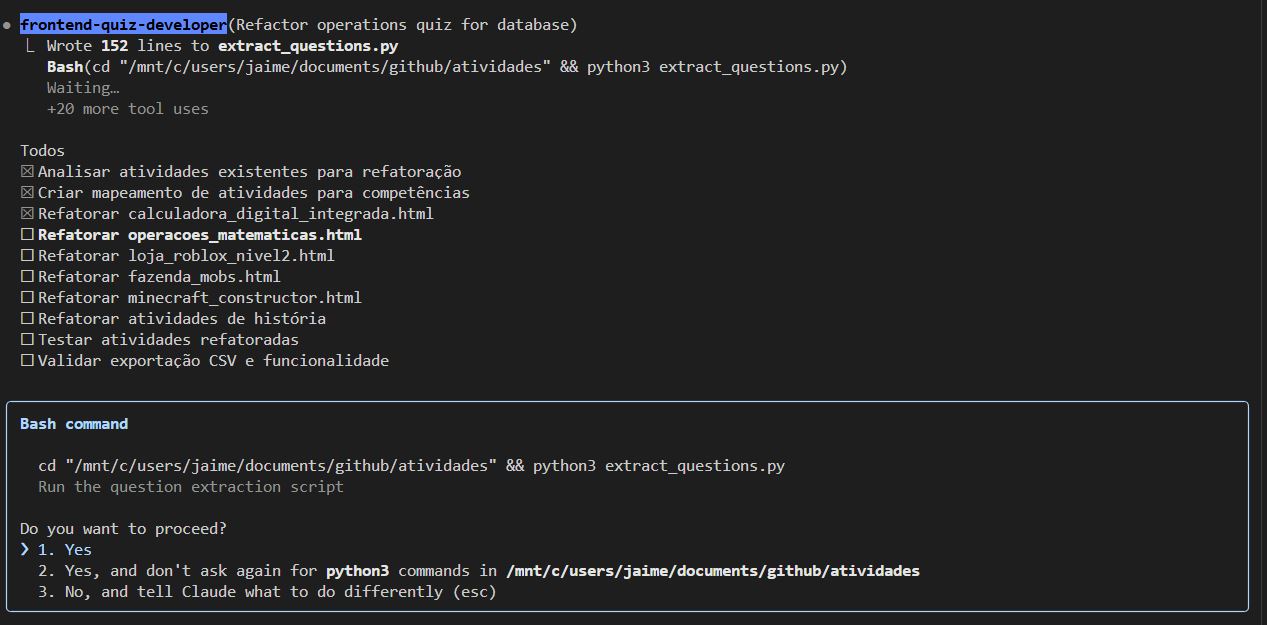 ● frontend-quiz-developer(Refactor operations quiz for database)
⎿ Wrote 152 lines to extract_questions.py
Bash(cd "/mnt/c/users/jaime/documents/github/atividades" && python3 extract_questions.py)
Waiting…
+20 more tool uses
Todos
☒ Analisar atividades existentes para refatoração
☒ Criar mapeamento de atividades para competências
☒ Refatorar calculadora_digital_integrada.html
☐ Refatorar operacoes_matematicas.html
☐ Refatorar loja_roblox_nivel2.html
☐ Refatorar fazenda_mobs.html
☐ Refatorar minecraft_constructor.html
☐ Refatorar atividades de história
☐ Testar atividades refatoradas
☐ Validar exportação CSV e funcionalidade
Bash command
cd "/mnt/c/users/jaime/documents/github/atividades" && python3 extract_questions.py
Run the question extraction script
Do you want to proceed?
❯ 1. Yes
2. Yes, and don't ask again for python3 commands in /mnt/c/users/jaime/documents/github/atividades
3. No, and tell Claude what to do differently (esc)